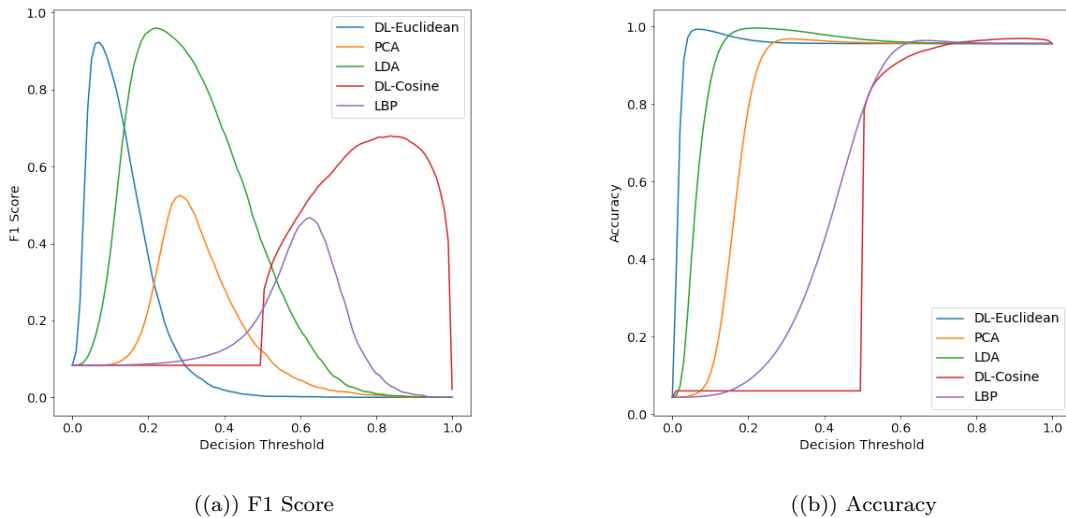 1.0
0.8
0.6
0.4
0.2
0.0
F1 Score
DL-Euclidean
PCA
LDA
DL-Cosine
LBP
0.0 0.2 0.4 0.6 0.8 1.0
Decision Threshold
((a)) F1 Score
1.0
0.8
0.6
0.4
0.2
0.0
Accuracy
DL-Euclidean
PCA
LDA
DL-Cosine
LBP
0.0 0.2 0.4 0.6 0.8 1.0
Decision Threshold
((b)) Accuracy